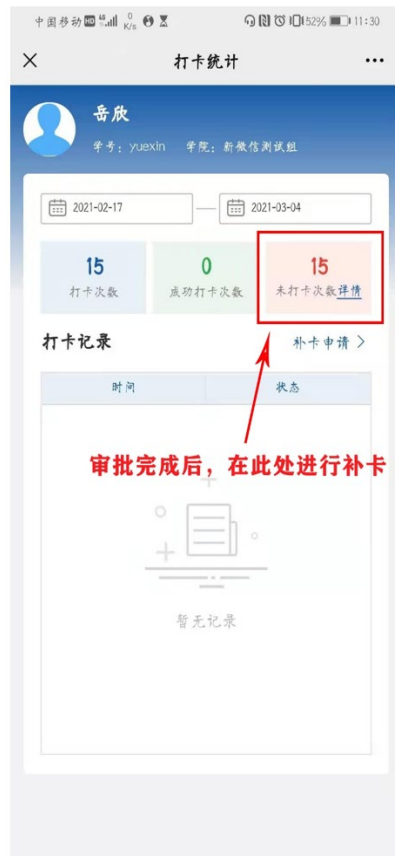 中国移动 HD 46 0 K/s 52% 11:30
打卡统计
岳欣
学号：yuexin 学院：新微信测试组
2021-02-17 — 2021-03-04
15 0 15
打卡次数 成功打卡次数 未打卡次数详情
打卡记录 补卡申请 >
时间 状态
审批完成后，在此处进行补卡
暂无记录